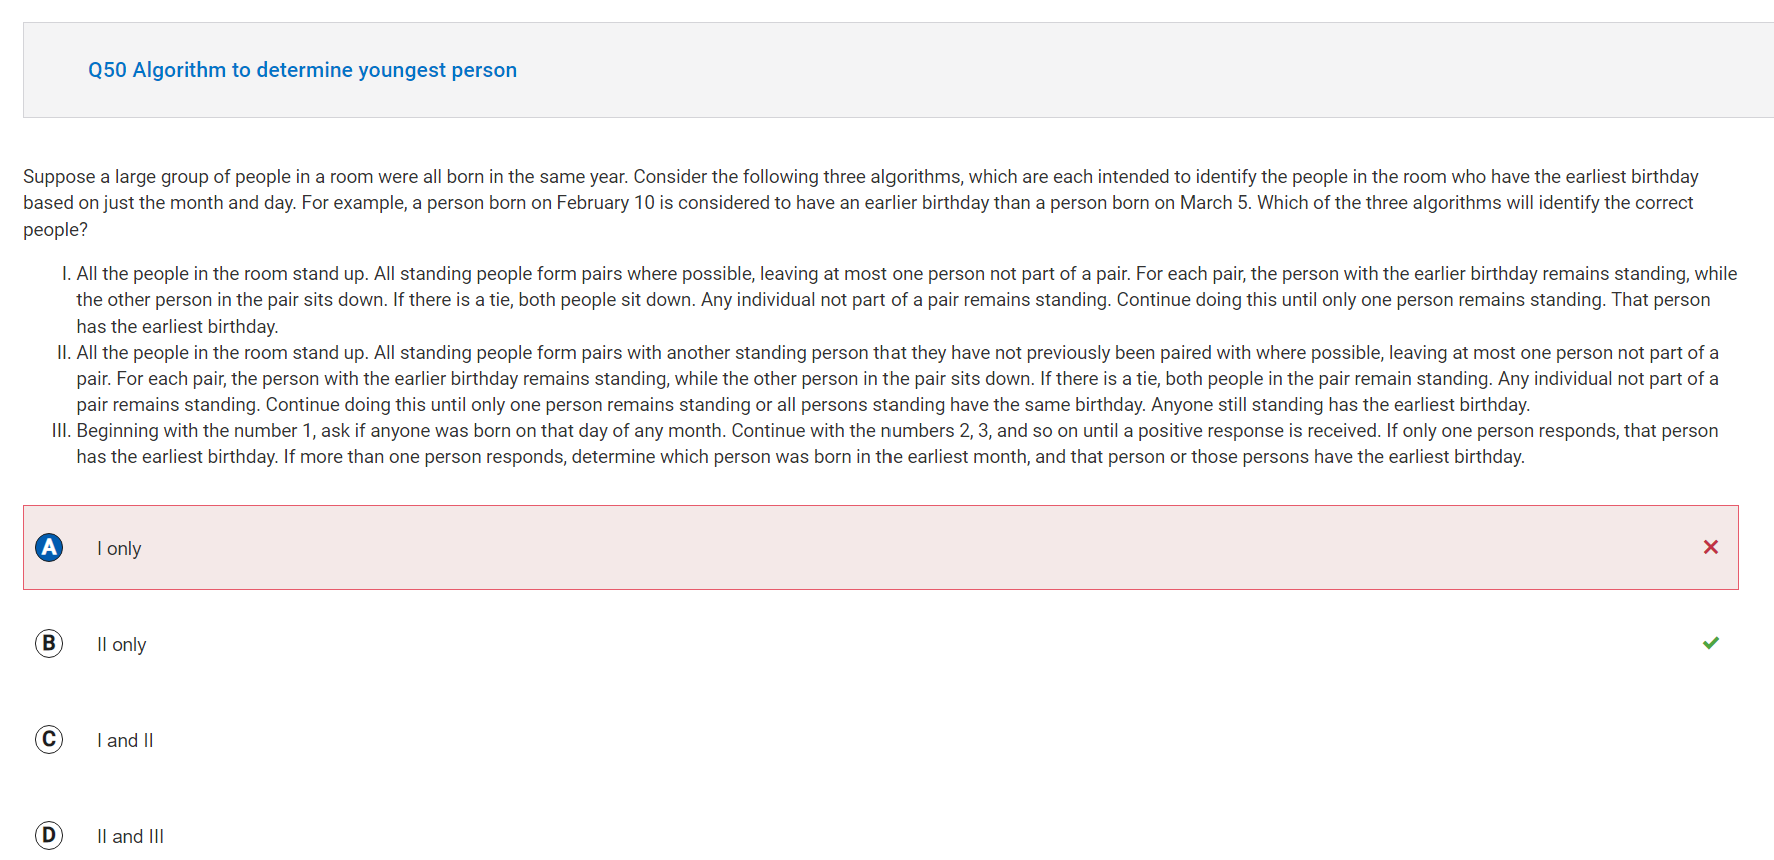 Q50 Algorithm to determine youngest person
Suppose a large group of people in a room were all born in the same year. Consider the following three algorithms, which are each intended to identify the people in the room who have the earliest birthday
based on just the month and day. For example, a person born on February 10 is considered to have an earlier birthday than a person born on March 5. Which of the three algorithms will identify the correct
people?
I. All the people in the room stand up. All standing people form pairs where possible, leaving at most one person not part of a pair. For each pair, the person with the earlier birthday remains standing, while
the other person in the pair sits down. If there is a tie, both people sit down. Any individual not part of a pair remains standing. Continue doing this until only one person remains standing. That person
has the earliest birthday.
II. All the people in the room stand up. All standing people form pairs with another standing person that they have not previously been paired with where possible, leaving at most one person not part of a
pair. For each pair, the person with the earlier birthday remains standing, while the other person in the pair sits down. If there is a tie, both people in the pair remain standing. Any individual not part of a
pair remains standing. Continue doing this until only one person remains standing or all persons standing have the same birthday. Anyone still standing has the earliest birthday.
III. Beginning with the number 1, ask if anyone was born on that day of any month. Continue with the numbers 2, 3, and so on until a positive response is received. If only one person responds, that person
has the earliest birthday. If more than one person responds, determine which person was born in the earliest month, and that person or those persons have the earliest birthday.
A I only
B II only
C I and II
D II and III